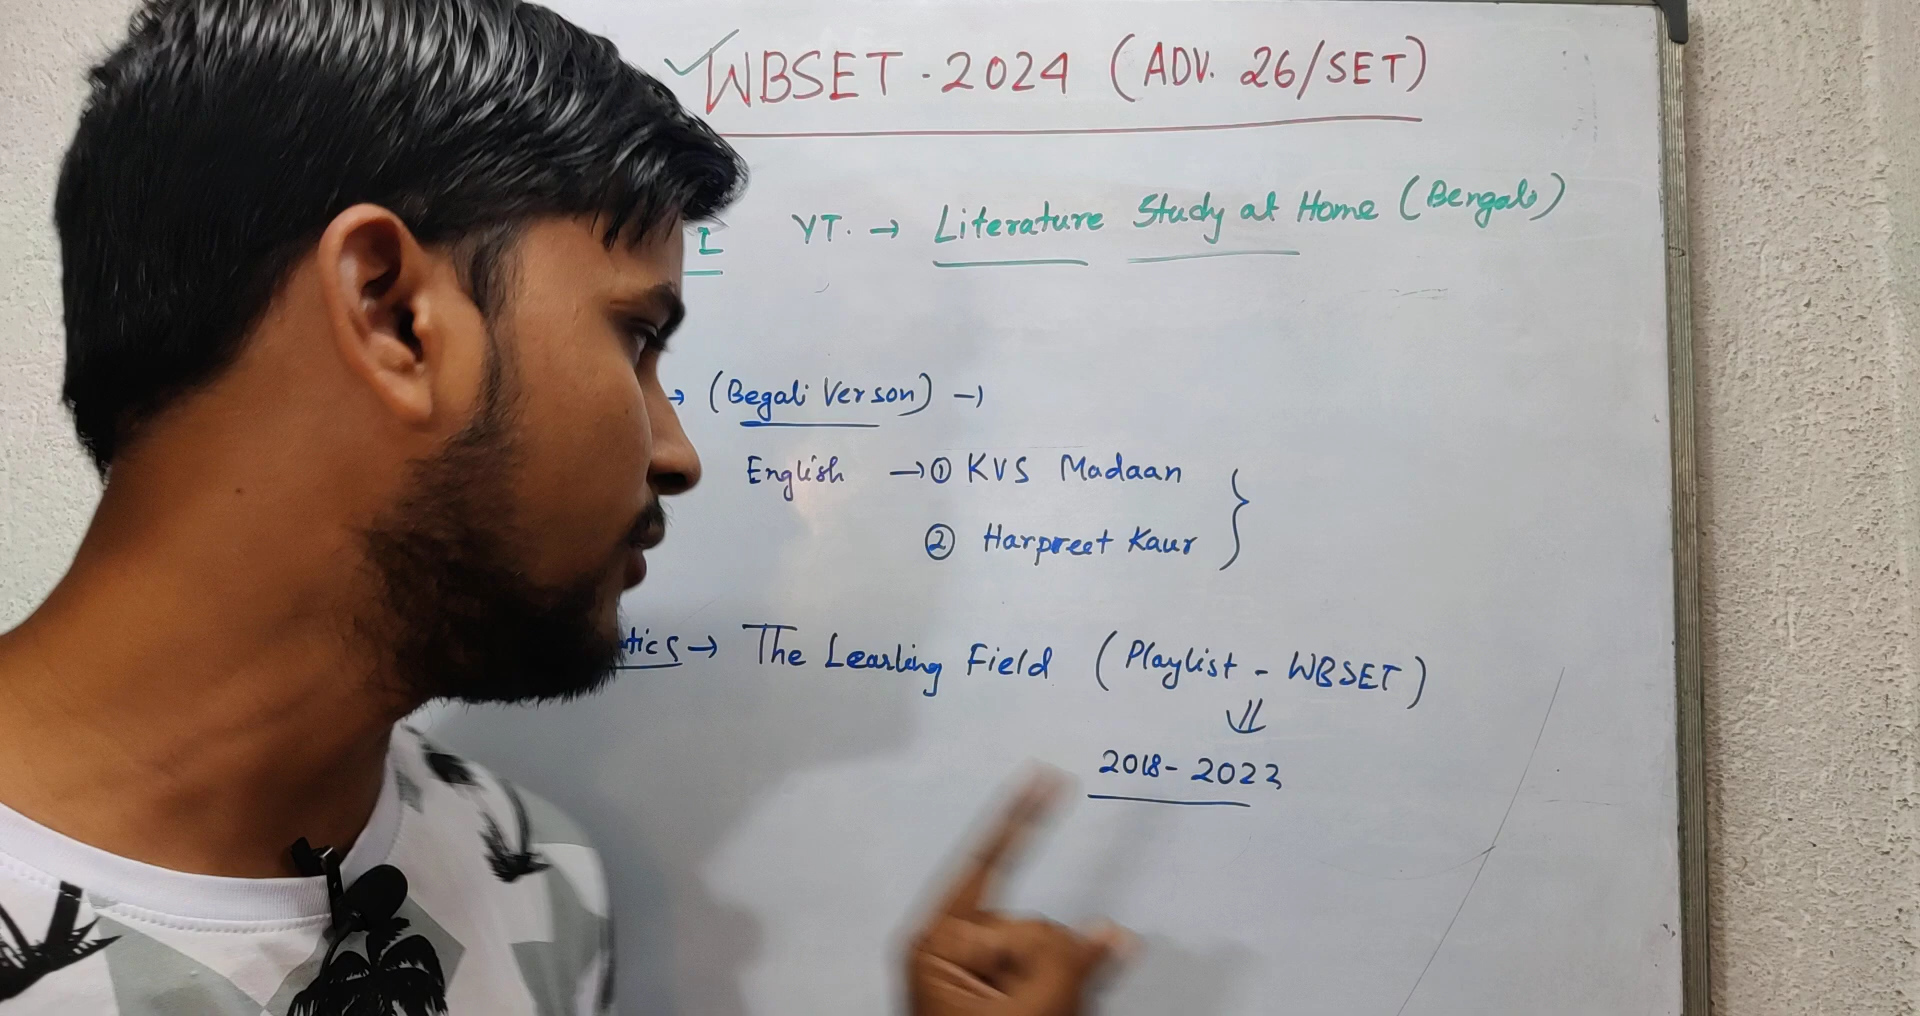 WBSET - 2024 (ADV. 26/SET)
I YT. → Literature Study at Home (Bengali)
→ (Begali Verson) →
English → ① KVS Madaan
② Harpreet Kaur
tics → The Learling Field (Playlist - WBSET)
2018 - 2023